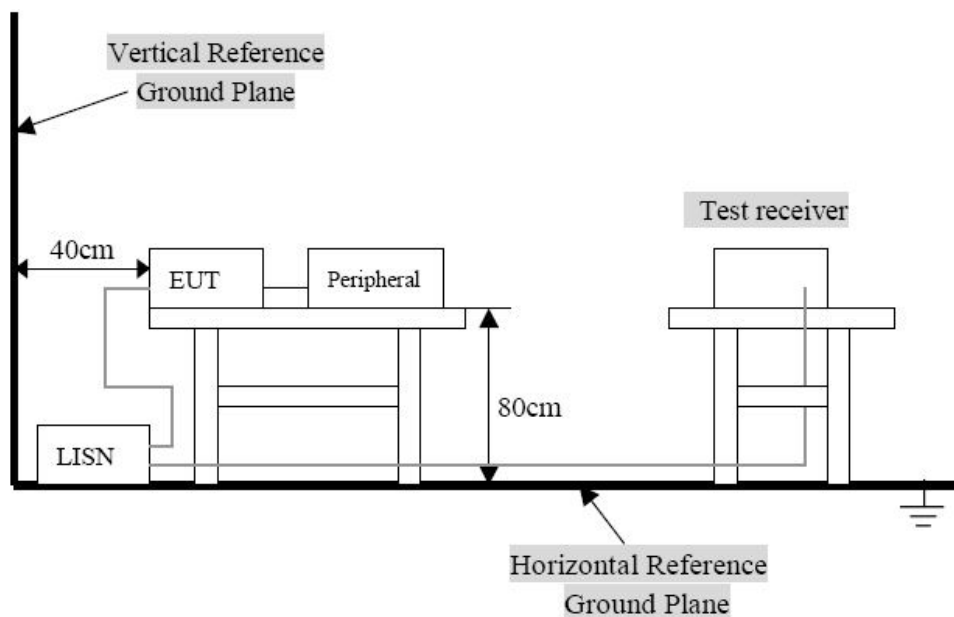 Vertical Reference
Ground Plane
Test receiver
40cm
EUT
Peripheral
80cm
LISN
Horizontal Reference
Ground Plane